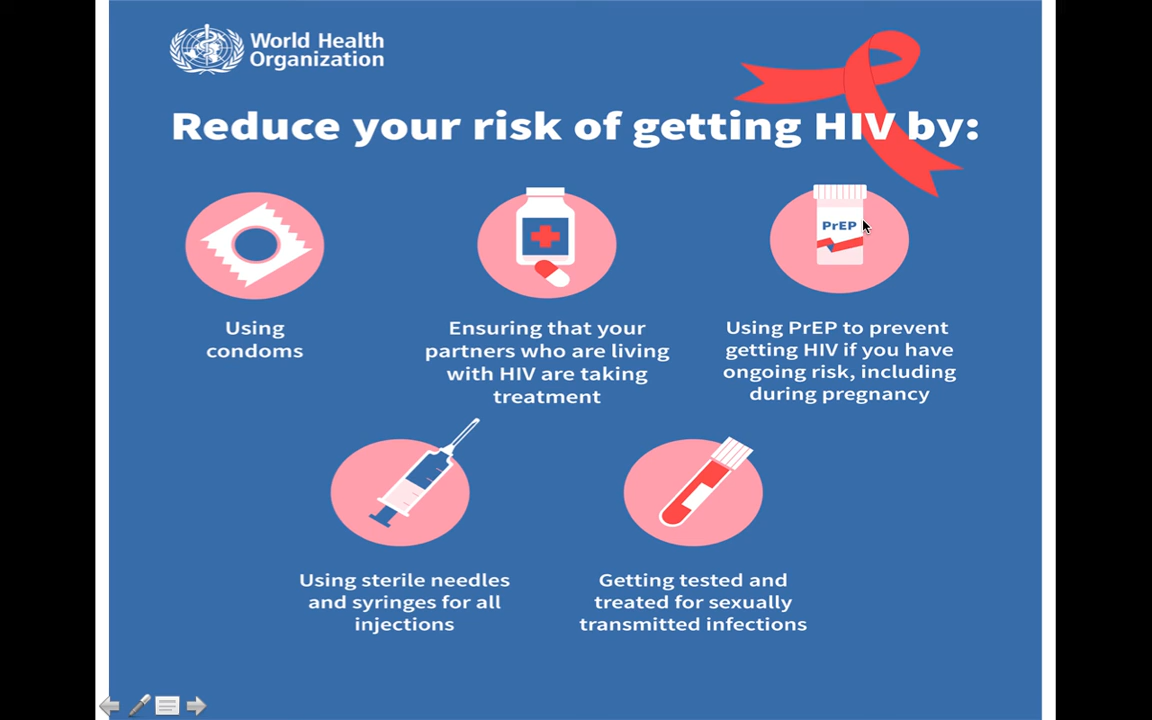 World Health
Organization
Reduce your risk of getting HIV by:
PrEP
Using
condoms
Ensuring that your
partners who are living
with HIV are taking
treatment
Using PrEP to prevent
getting HIV if you have
ongoing risk, including
during pregnancy
Using sterile needles
and syringes for all
injections
Getting tested and
treated for sexually
transmitted infections